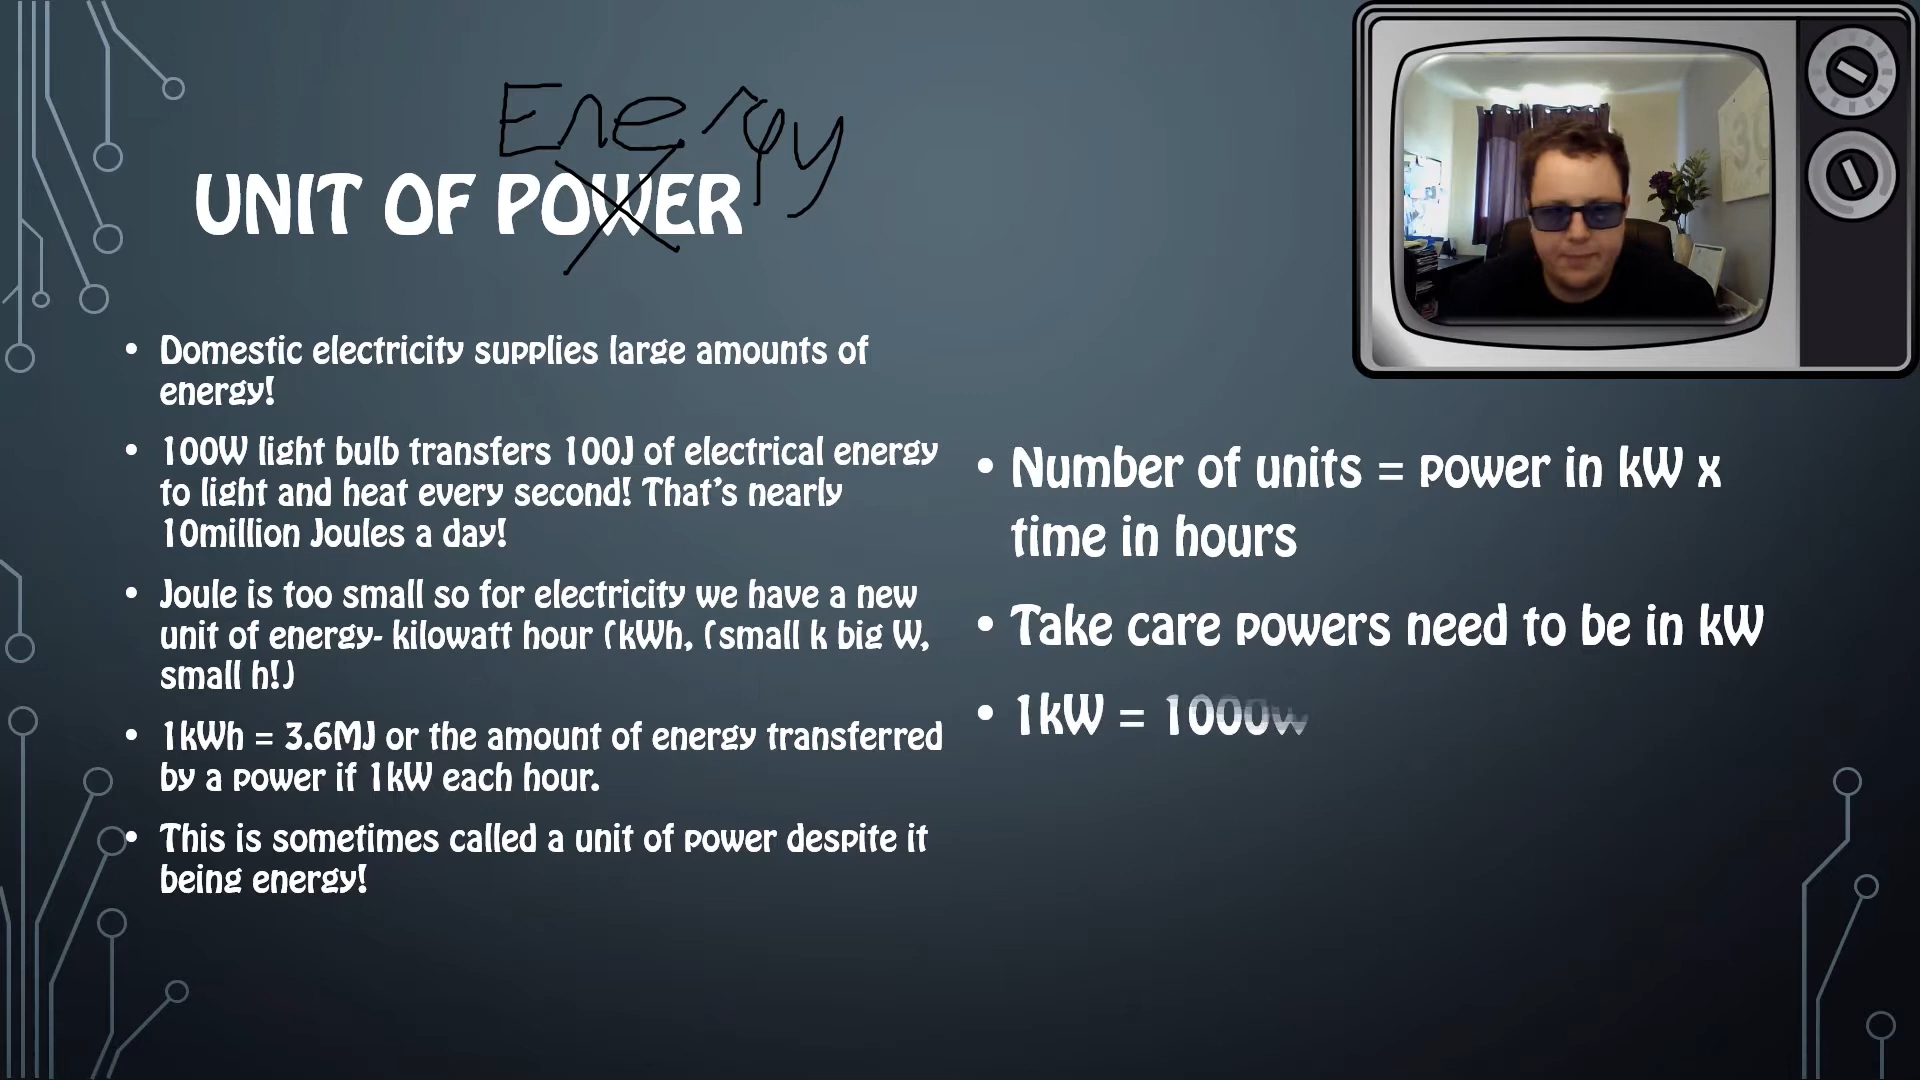 Energy
UNIT OF POWER
• Domestic electricity supplies large amounts of
energy!
• 100W light bulb transfers 100J of electrical energy
to light and heat every second! That's nearly
10million Joules a day!
• Joule is too small so for electricity we have a new
unit of energy- kilowatt hour (kWh, (small k big W,
small h!)
• 1kWh = 3.6MJ or the amount of energy transferred
by a power if 1kW each hour.
• This is sometimes called a unit of power despite it
being energy!
• Number of units = power in kW x
time in hours
• Take care powers need to be in kW
• 1kW = 1000w